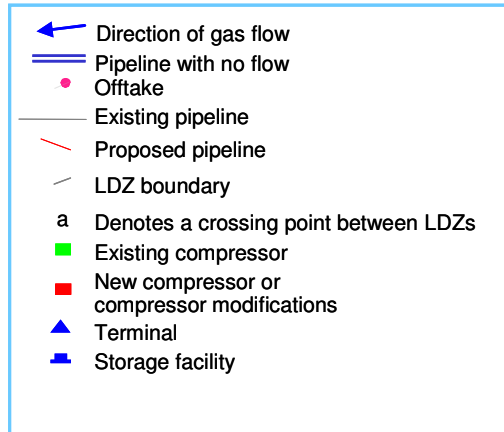 Direction of gas flow
Pipeline with no flow
Offtake
Existing pipeline
Proposed pipeline
LDZ boundary
a Denotes a crossing point between LDZs
Existing compressor
New compressor or
compressor modifications
Terminal
Storage facility